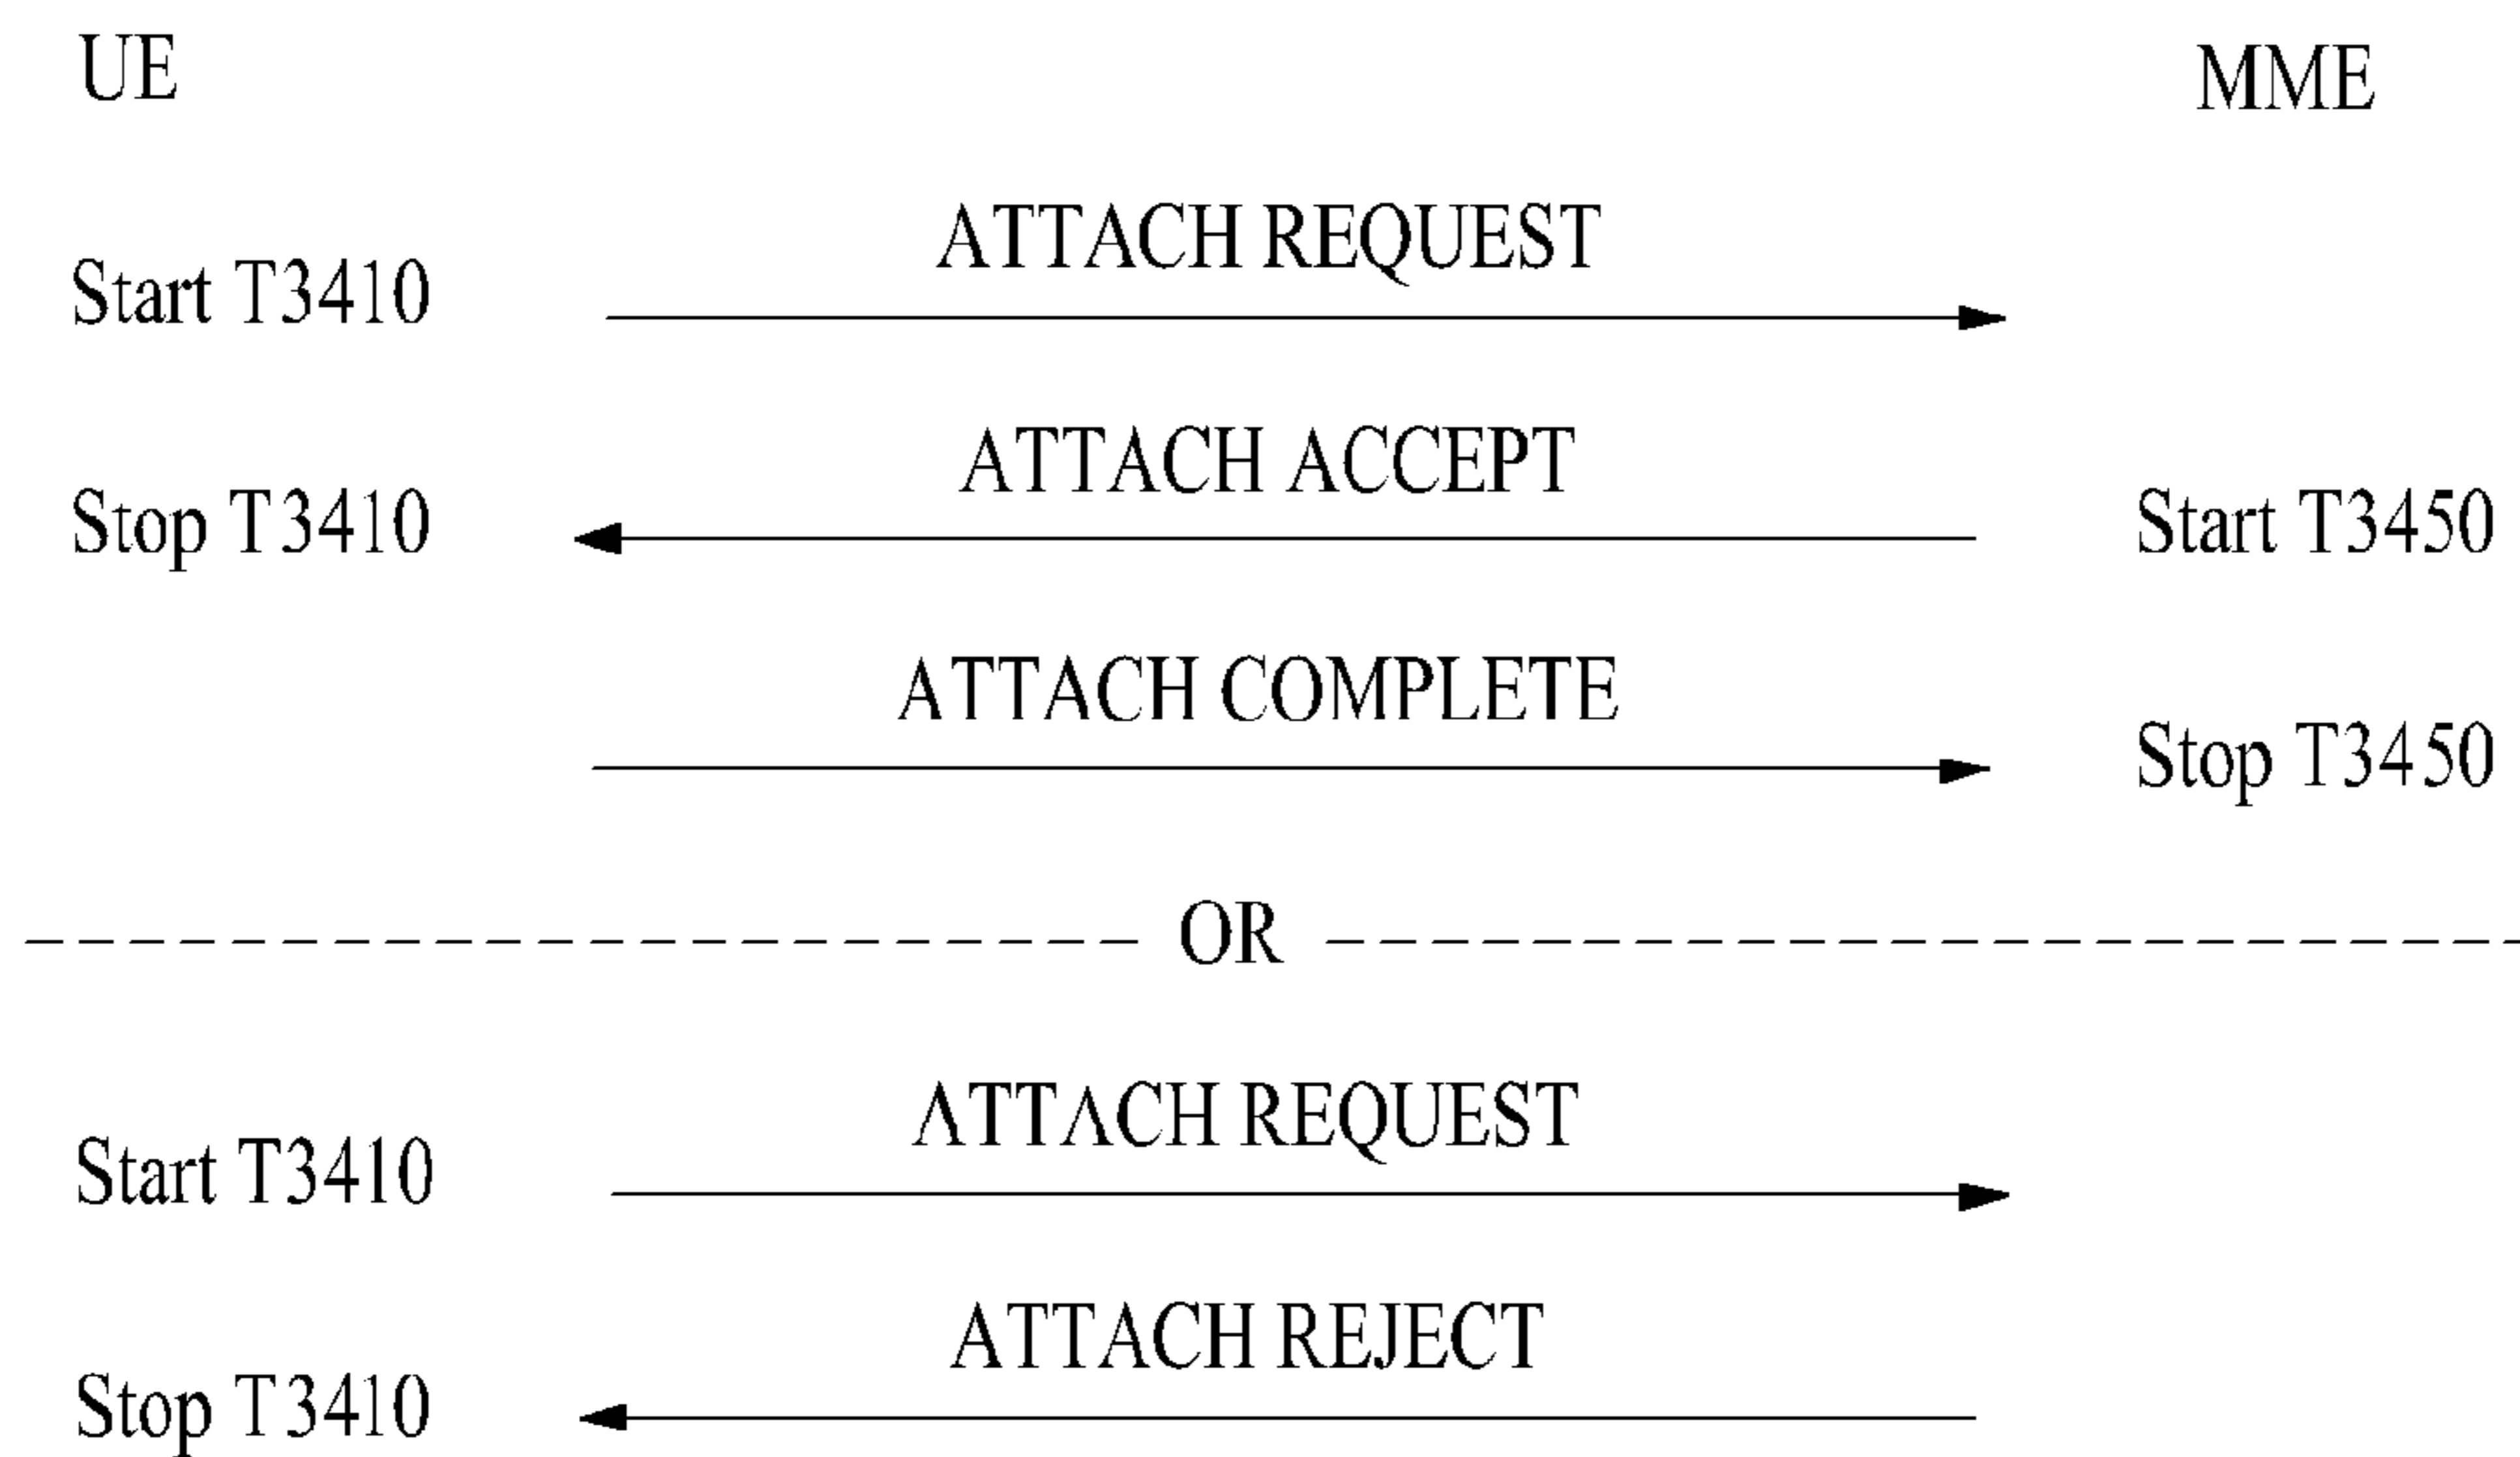 UE MME
ATTACH REQUEST
Start T3410
ATTACH ACCEPT
Stop T3410 Start T3450
ATTACH COMPLETE
Stop T3450
OR
ATTACH REQUEST
Start T3410
ATTACH REJECT
Stop T3410